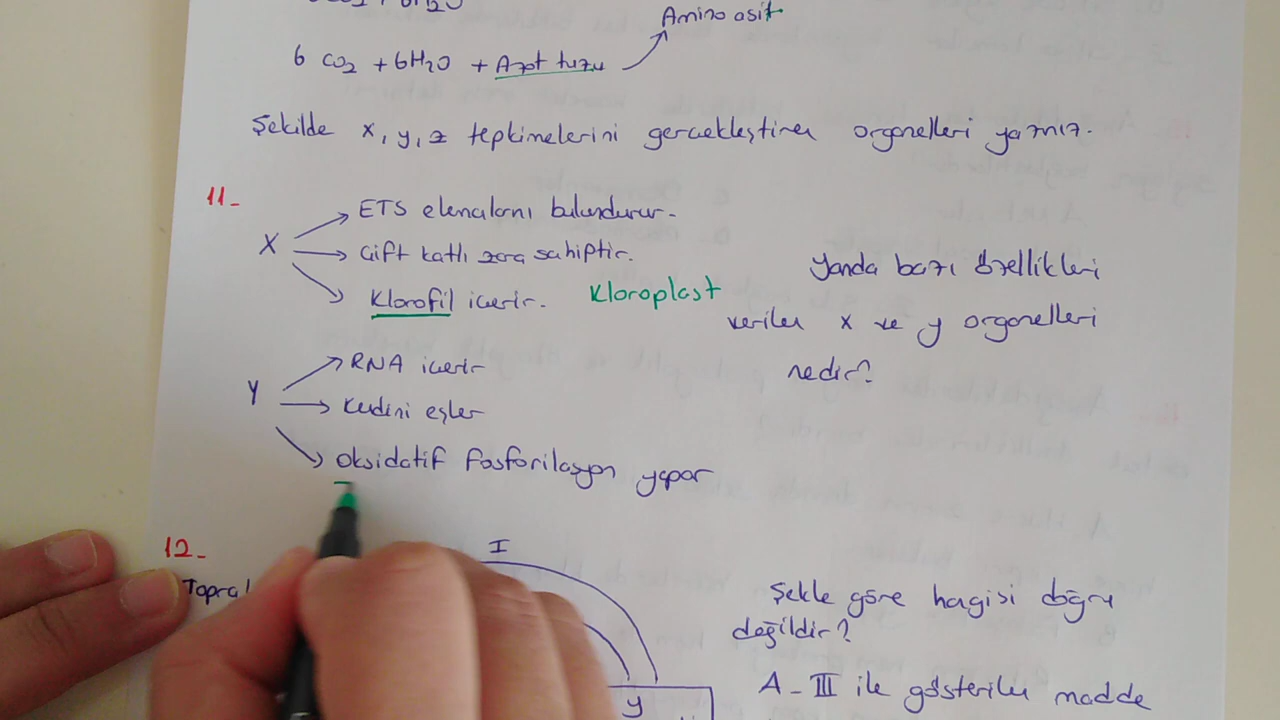 Amino asit
6 CO2 + 6H2O + Azot tuzu
Şekilde x, y, z tepkimelerini gerçekleştiren organelleri yazınız.
11-
X
ETS elemalarnı bulundurur.
Çift katlı zara sahiptir.
Klorofil içerir. Kloroplast
Y
RNA içerir
Kendini eşler
Oksidatif fosforilasyon yapar
Yanda bazı özellikleri
verilen x ve y organelleri
nedir?
12-
I
y
Şekle göre hangisi doğru
değildir?
A - III ile gösterilen madde